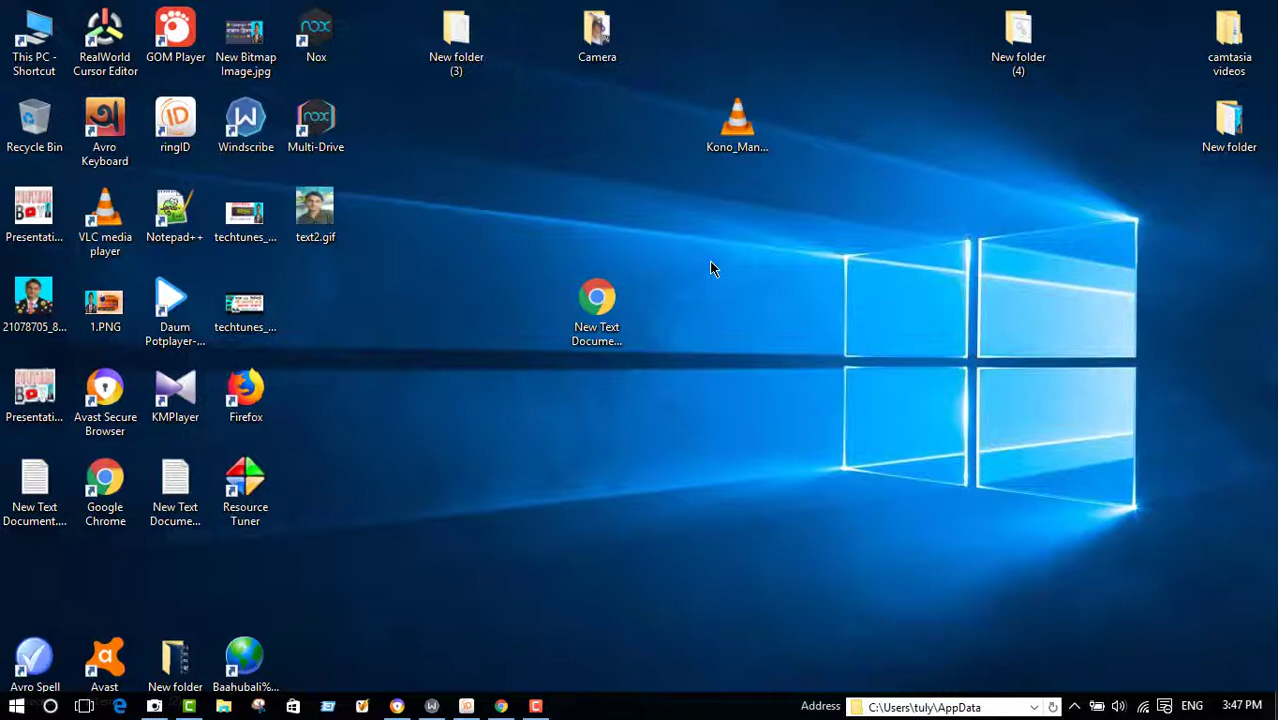 This PC -
Shortcut
RealWorld
Cursor Editor
GOM Player
New Bitmap
Image.jpg
Nox
New folder
(3)
Camera
New folder
(4)
camtasia
videos
Recycle Bin
Avro
Keyboard
ringID
Windscribe
Multi-Drive
Kono_Man...
New folder
Presentati...
VLC media
player
Notepad++
techtunes_...
text2.gif
21078705_8...
1.PNG
Daum
Potplayer-...
techtunes_...
New Text
Docume...
Presentati...
Avast Secure
Browser
KMPlayer
Firefox
New Text
Document....
Google
Chrome
New Text
Docume...
Resource
Tuner
Avro Spell
Avast
New folder
Baahubali%...
Address
C:\Users\tuly\AppData
ENG
3:47 PM